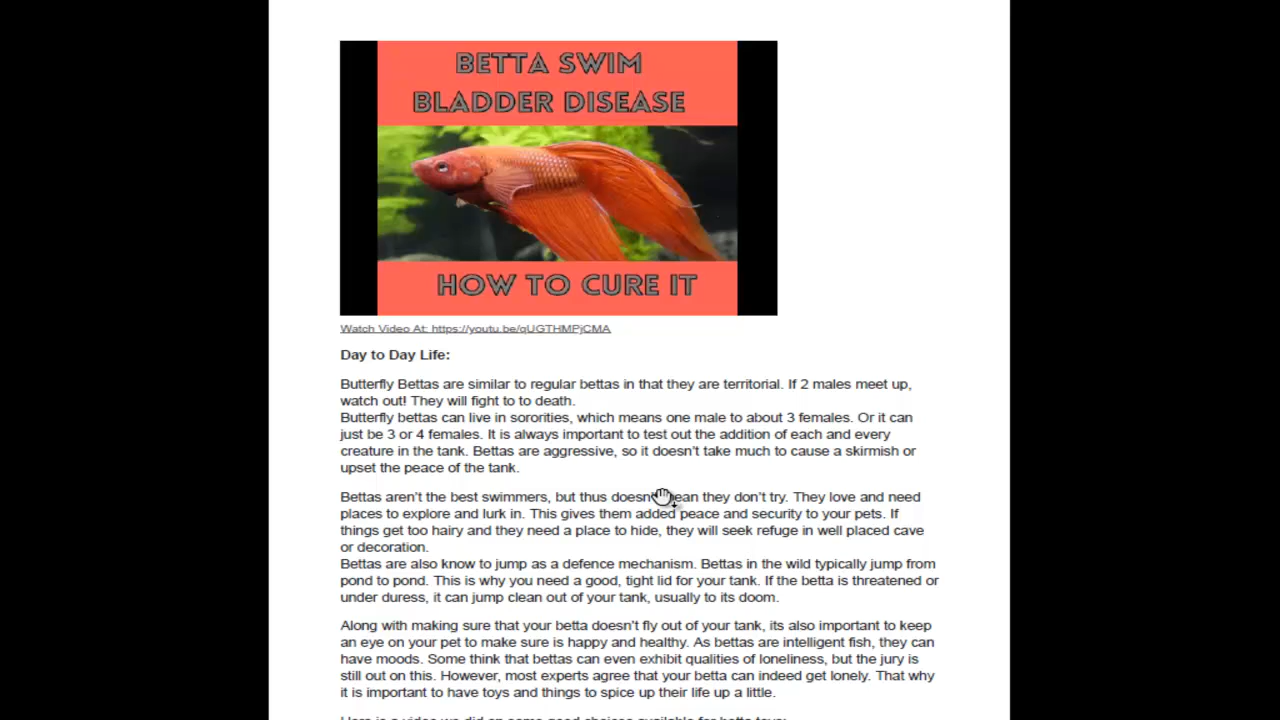 BETTA SWIM
BLADDER DISEASE
HOW TO CURE IT
Watch Video At: https://youtu.be/qUGTHMPjCMA
Day to Day Life:
Butterfly Bettas are similar to regular bettas in that they are territorial. If 2 males meet up,
watch out! They will fight to to death.
Butterfly bettas can live in sororities, which means one male to about 3 females. Or it can
just be 3 or 4 females. It is always important to test out the addition of each and every
creature in the tank. Bettas are aggressive, so it doesn't take much to cause a skirmish or
upset the peace of the tank.
Bettas aren't the best swimmers, but thus doesn't mean they don't try. They love and need
places to explore and lurk in. This gives them added peace and security to your pets. If
things get too hairy and they need a place to hide, they will seek refuge in well placed cave
or decoration.
Bettas are also know to jump as a defence mechanism. Bettas in the wild typically jump from
pond to pond. This is why you need a good, tight lid for your tank. If the betta is threatened or
under duress, it can jump clean out of your tank, usually to its doom.
Along with making sure that your betta doesn't fly out of your tank, its also important to keep
an eye on your pet to make sure is happy and healthy. As bettas are intelligent fish, they can
have moods. Some think that bettas can even exhibit qualities of loneliness, but the jury is
still out on this. However, most experts agree that your betta can indeed get lonely. That why
it is important to have toys and things to spice up their life up a little.
Here is a video we did on some good choices available for betta toys: